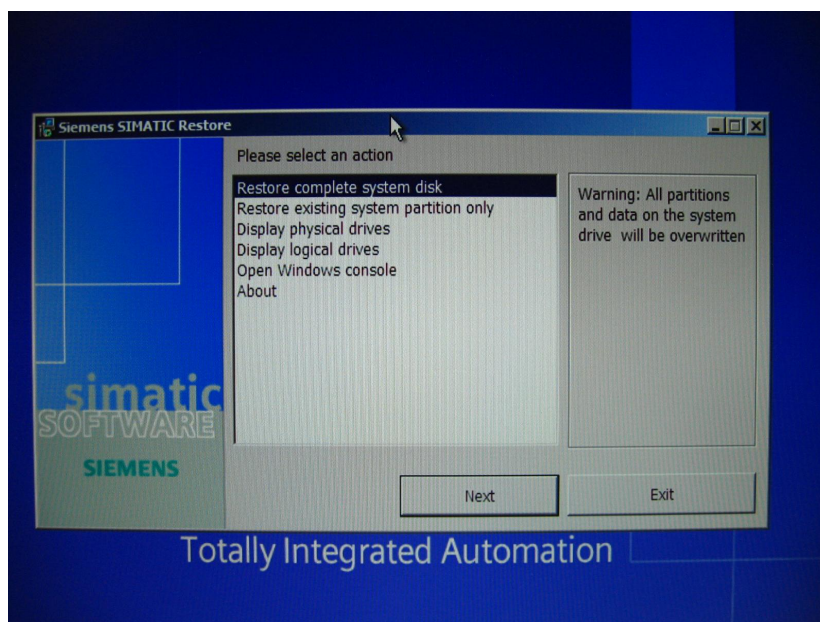 Siemens SIMATIC Restore
Please select an action
Restore complete system disk
Restore existing system partition only
Display physical drives
Display logical drives
Open Windows console
About
Warning: All partitions
and data on the system
drive will be overwritten
simatic
SOFTWARE
SIEMENS
Next
Exit
Totally Integrated Automation